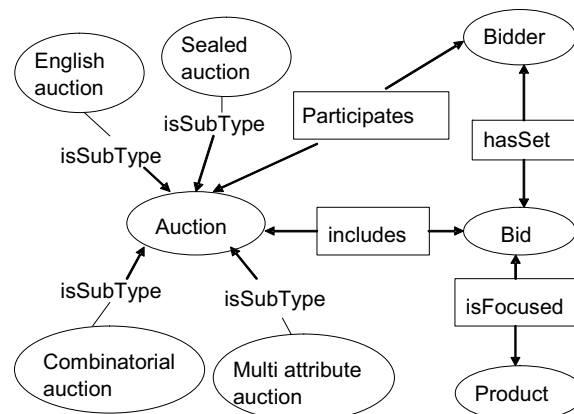 English
auction
Sealed
auction
Bidder
isSubType
isSubType
Participates
hasSet
Auction
includes
Bid
isSubType
isSubType
isFocused
Combinatorial
auction
Multi attribute
auction
Product